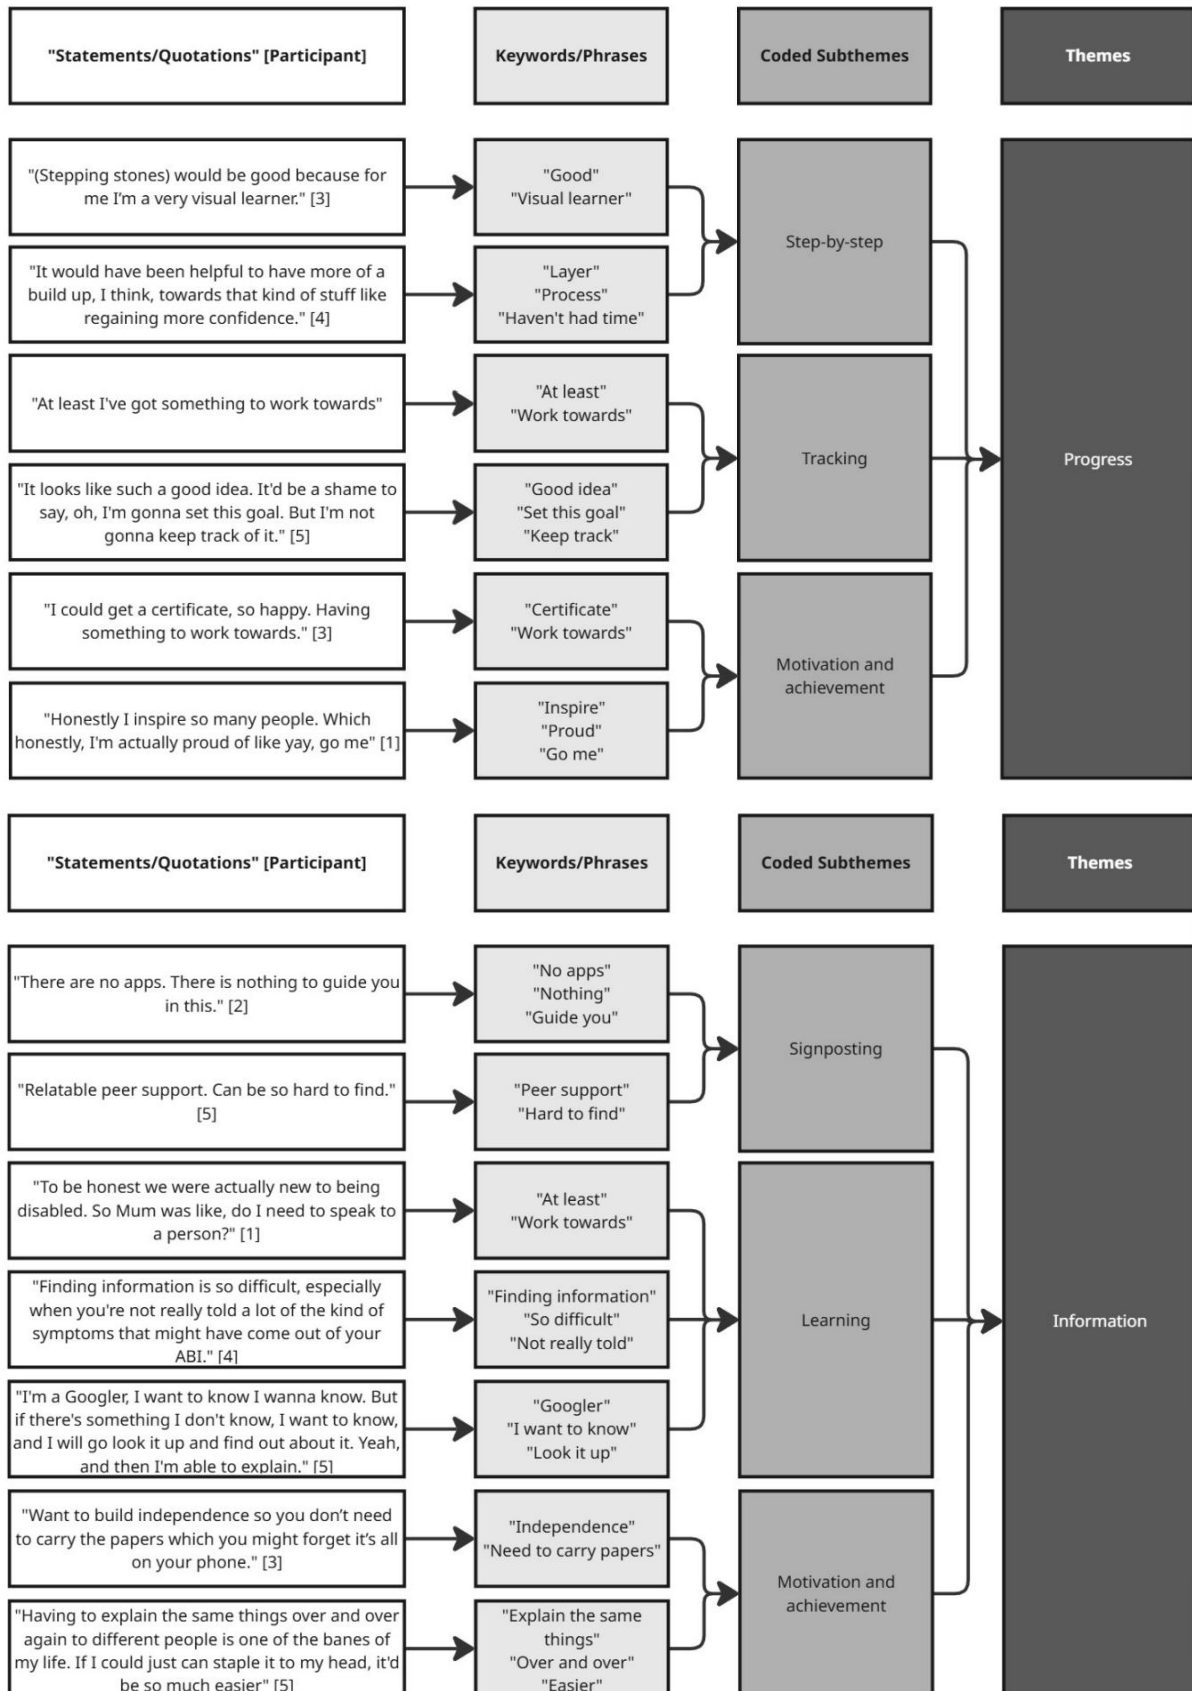 "Statements/Quotations" [Participant]
Keywords/Phrases
Coded Subthemes
Themes
"(Stepping stones) would be good because for
me I'm a very visual learner." [3]
"Good"
"Visual learner"
"It would have been helpful to have more of a
build up, I think, towards that kind of stuff like
regaining more confidence." [4]
"Layer"
"Process"
"Haven't had time"
Step-by-step
"At least I've got something to work towards"
"At least"
"Work towards"
"It looks like such a good idea. It'd be a shame to
say, oh, I'm gonna set this goal. But I'm not
gonna keep track of it." [5]
"Good idea"
"Set this goal"
"Keep track"
Tracking
"I could get a certificate, so happy. Having
something to work towards." [3]
"Certificate"
"Work towards"
"Honestly I inspire so many people. Which
honestly, I'm actually proud of like yay, go me" [1]
"Inspire"
"Proud"
"Go me"
Motivation and
achievement
Progress
"Statements/Quotations" [Participant]
Keywords/Phrases
Coded Subthemes
Themes
"There are no apps. There is nothing to guide you
in this." [2]
"No apps"
"Nothing"
"Guide you"
"Relatable peer support. Can be so hard to find."
[5]
"Peer support"
"Hard to find"
Signposting
"To be honest we were actually new to being
disabled. So Mum was like, do I need to speak to
a person?" [1]
"At least"
"Work towards"
"Finding information is so difficult, especially
when you're not really told a lot of the kind of
symptoms that might have come out of your
ABI." [4]
"Finding information"
"So difficult"
"Not really told"
"I'm a Googler, I want to know I wanna know. But
if there's something I don't know, I want to know,
and I will go look it up and find out about it. Yeah,
and then I'm able to explain." [5]
"Googler"
"I want to know"
"Look it up"
Learning
"Want to build independence so you don't need
to carry the papers which you might forget it's all
on your phone." [3]
"Independence"
"Need to carry papers"
"Having to explain the same things over and over
again to different people is one of the banes of
my life. If I could just can staple it to my head, it'd
be so much easier" [5]
"Explain the same
things"
"Over and over"
"Easier"
Motivation and
achievement
Information